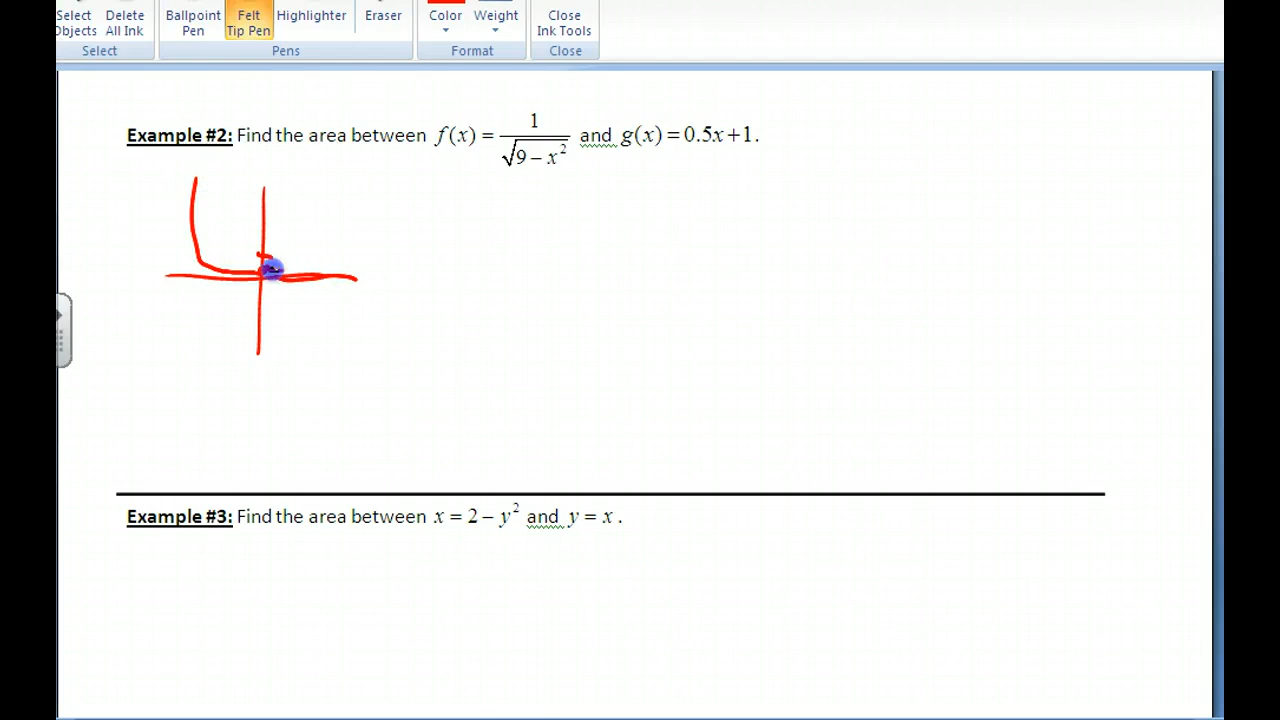 Select Objects
Delete All Ink
Ballpoint Pen
Felt Tip Pen
Highlighter
Eraser
Color
Weight
Close Ink Tools
Select
Pens
Format
Close
Example #2: Find the area between f(x) = 1/√(9 − x²) and g(x) = 0.5x + 1.
Example #3: Find the area between x = 2 − y² and y = x .